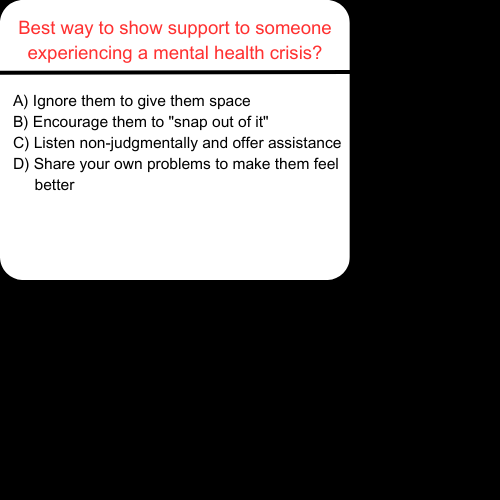 Best way to show support to someone
experiencing a mental health crisis?
A) Ignore them to give them space
B) Encourage them to "snap out of it"
C) Listen non-judgmentally and offer assistance
D) Share your own problems to make them feel
better